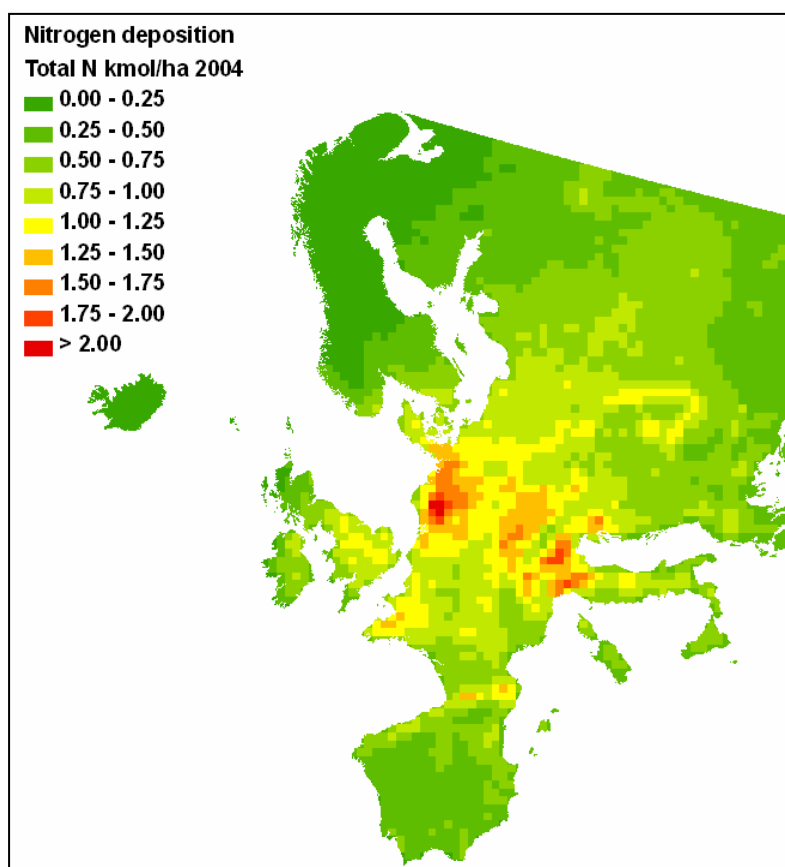 Nitrogen deposition
Total N kmol/ha 2004
0.00 - 0.25
0.25 - 0.50
0.50 - 0.75
0.75 - 1.00
1.00 - 1.25
1.25 - 1.50
1.50 - 1.75
1.75 - 2.00
> 2.00